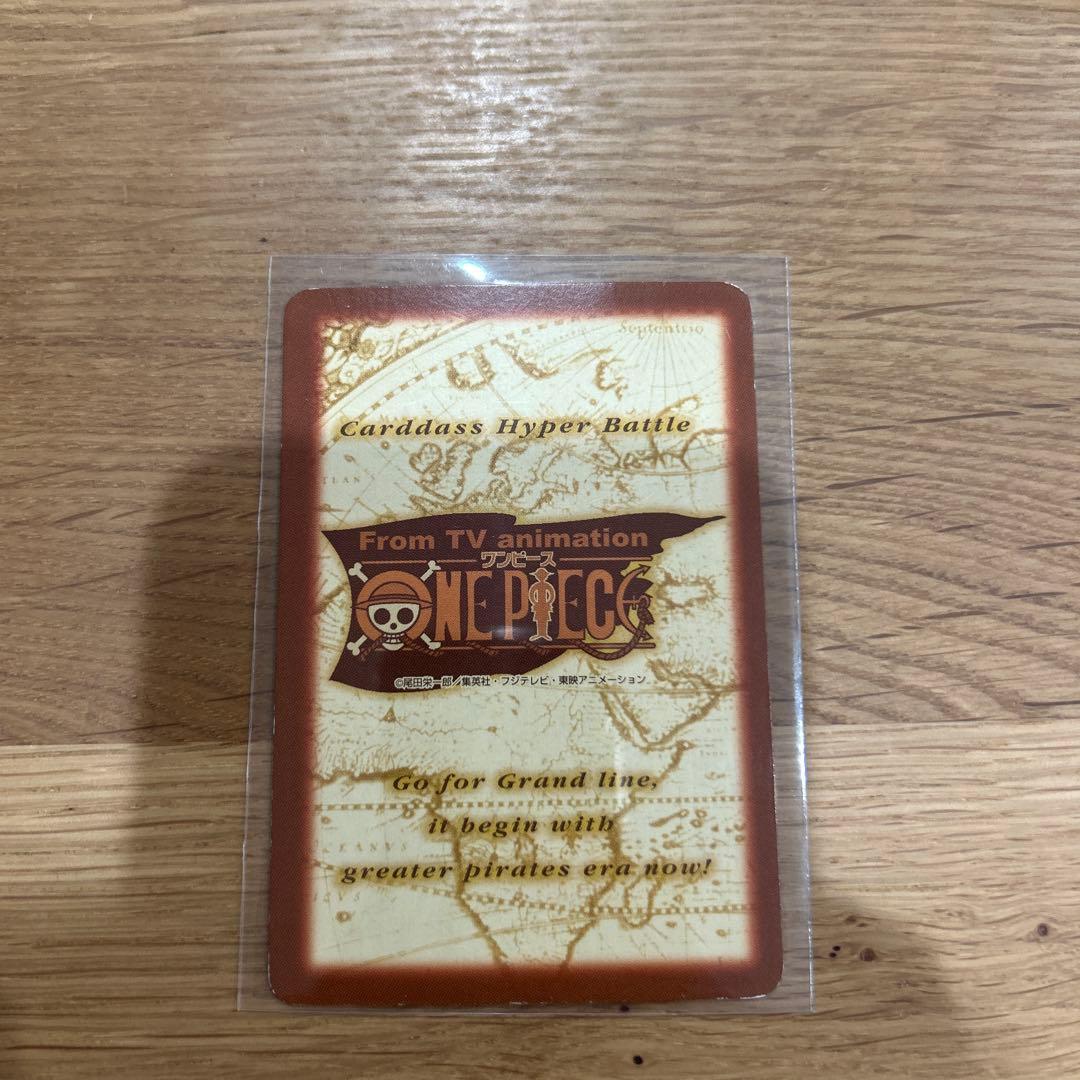 Septentrio
Carddass Hyper Battle
From TV animation
ワンピース
ONE PIECE
©尾田栄一郎／集英社・フジテレビ・東映アニメーション
Go for Grand line,
it begin with
greater pirates era now!